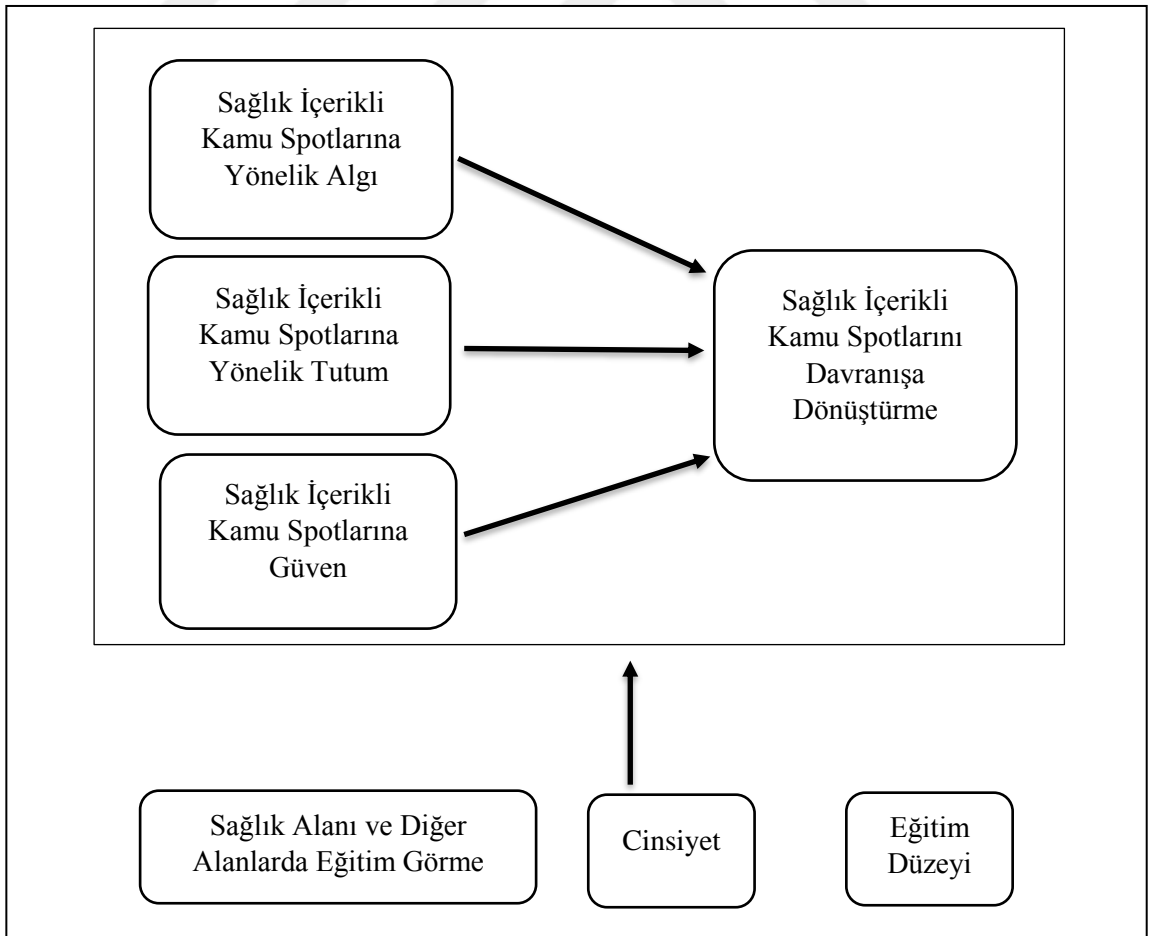 Sağlık İçerikli
Kamu Spotlarına
Yönelik Algı
Sağlık İçerikli
Kamu Spotlarına
Yönelik Tutum
Sağlık İçerikli
Kamu Spotlarına
Güven
Sağlık İçerikli
Kamu Spotlarını
Davranışa
Dönüştürme
Sağlık Alanı ve Diğer
Alanlarda Eğitim Görme
Cinsiyet
Eğitim
Düzeyi